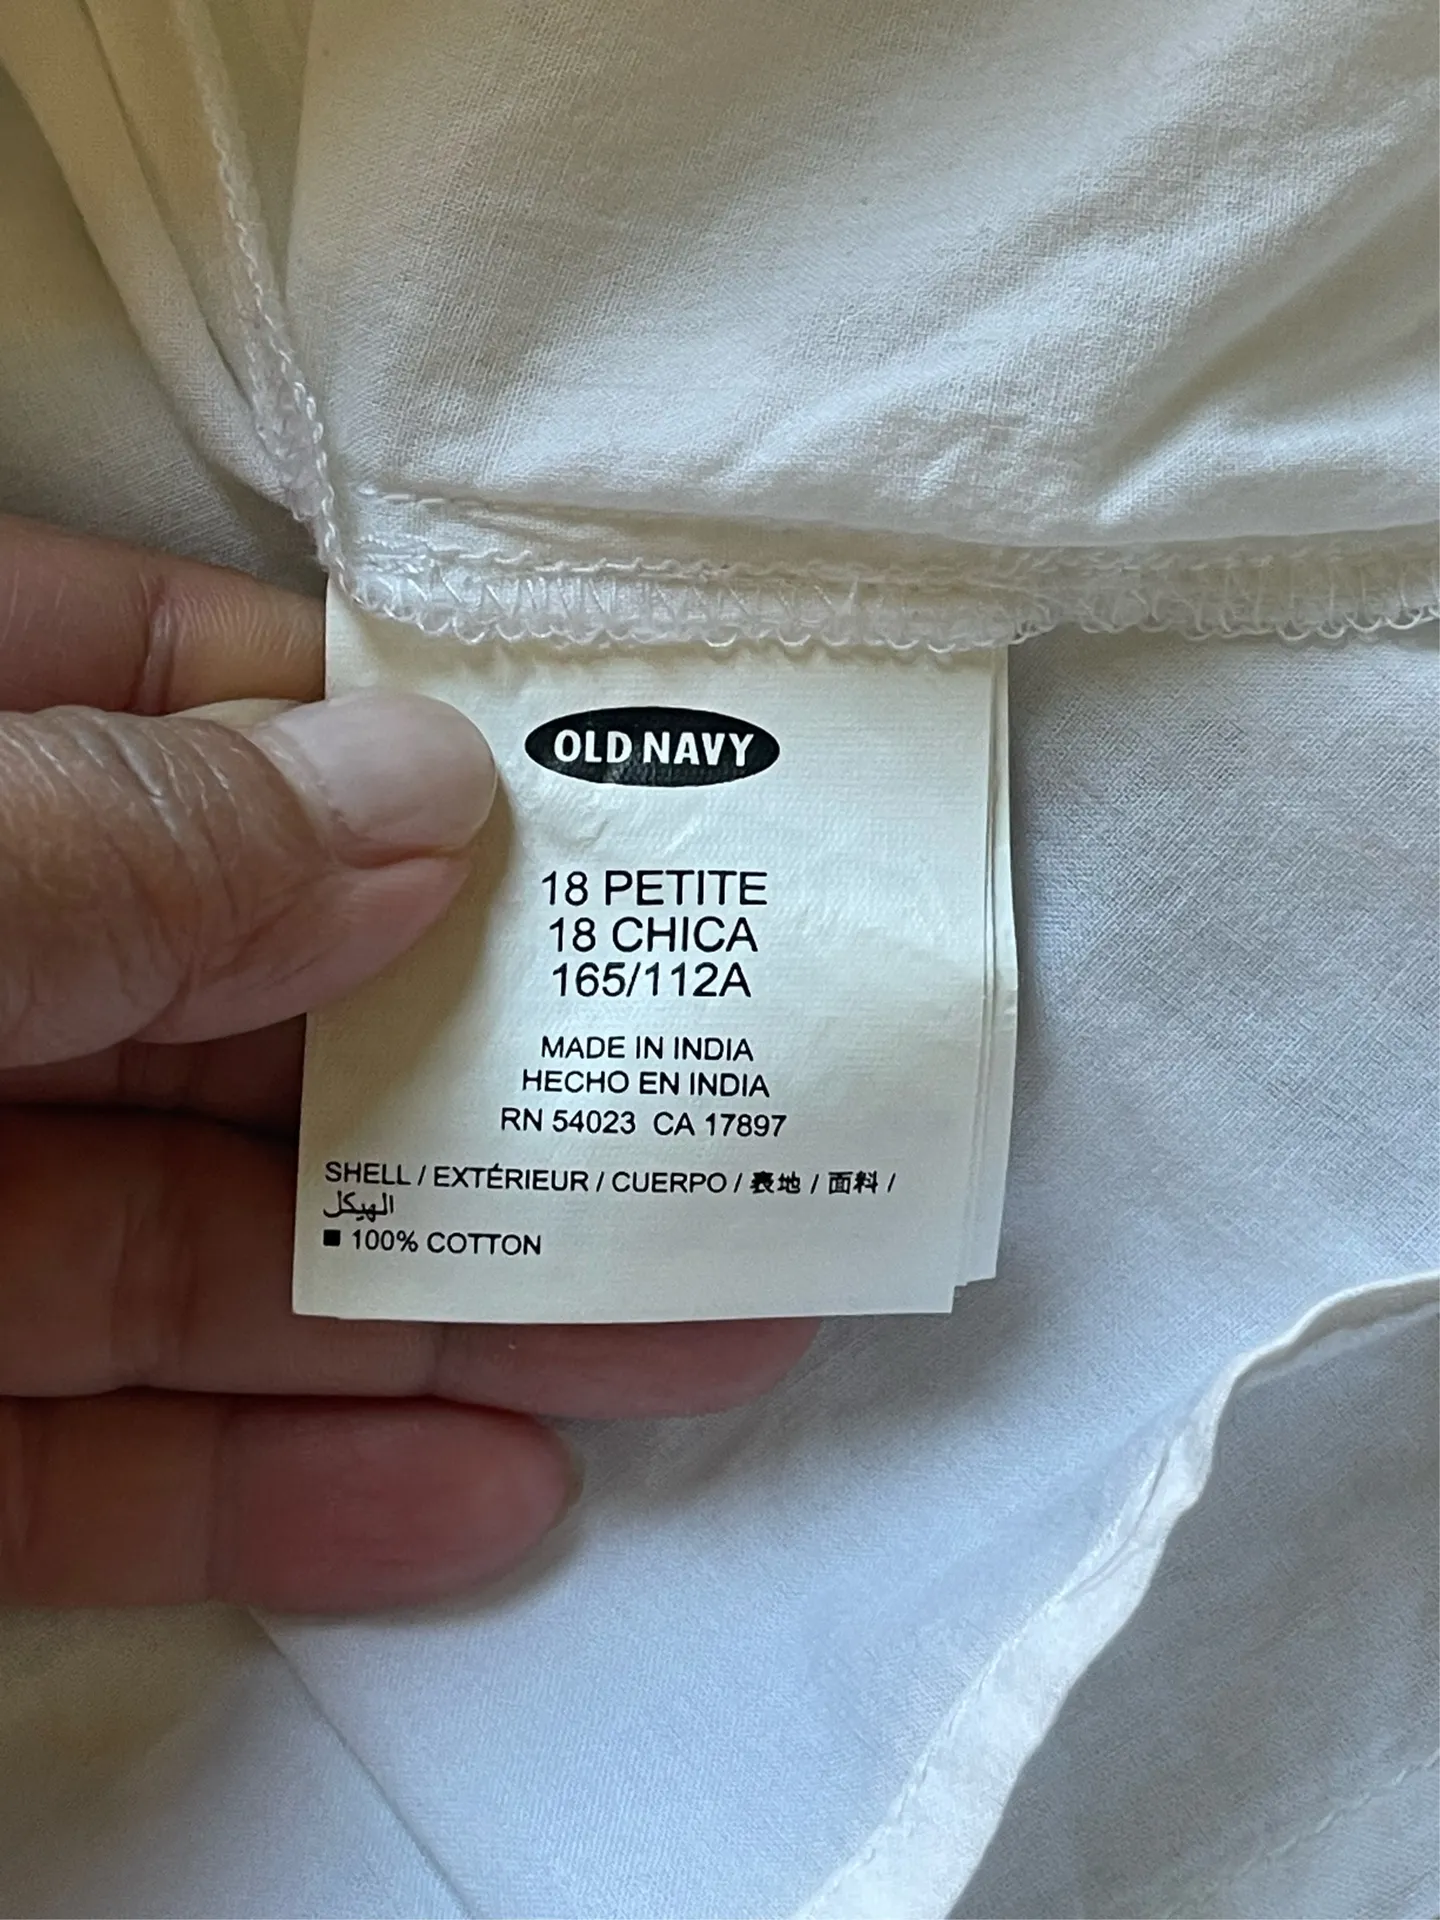 OLD NAVY
18 PETITE
18 CHICA
165/112A
MADE IN INDIA
HECHO EN INDIA
RN 54023 CA 17897
SHELL / EXTÉRIEUR / CUERPO / 表地 / 面料 /
الهيكل
■ 100% COTTON